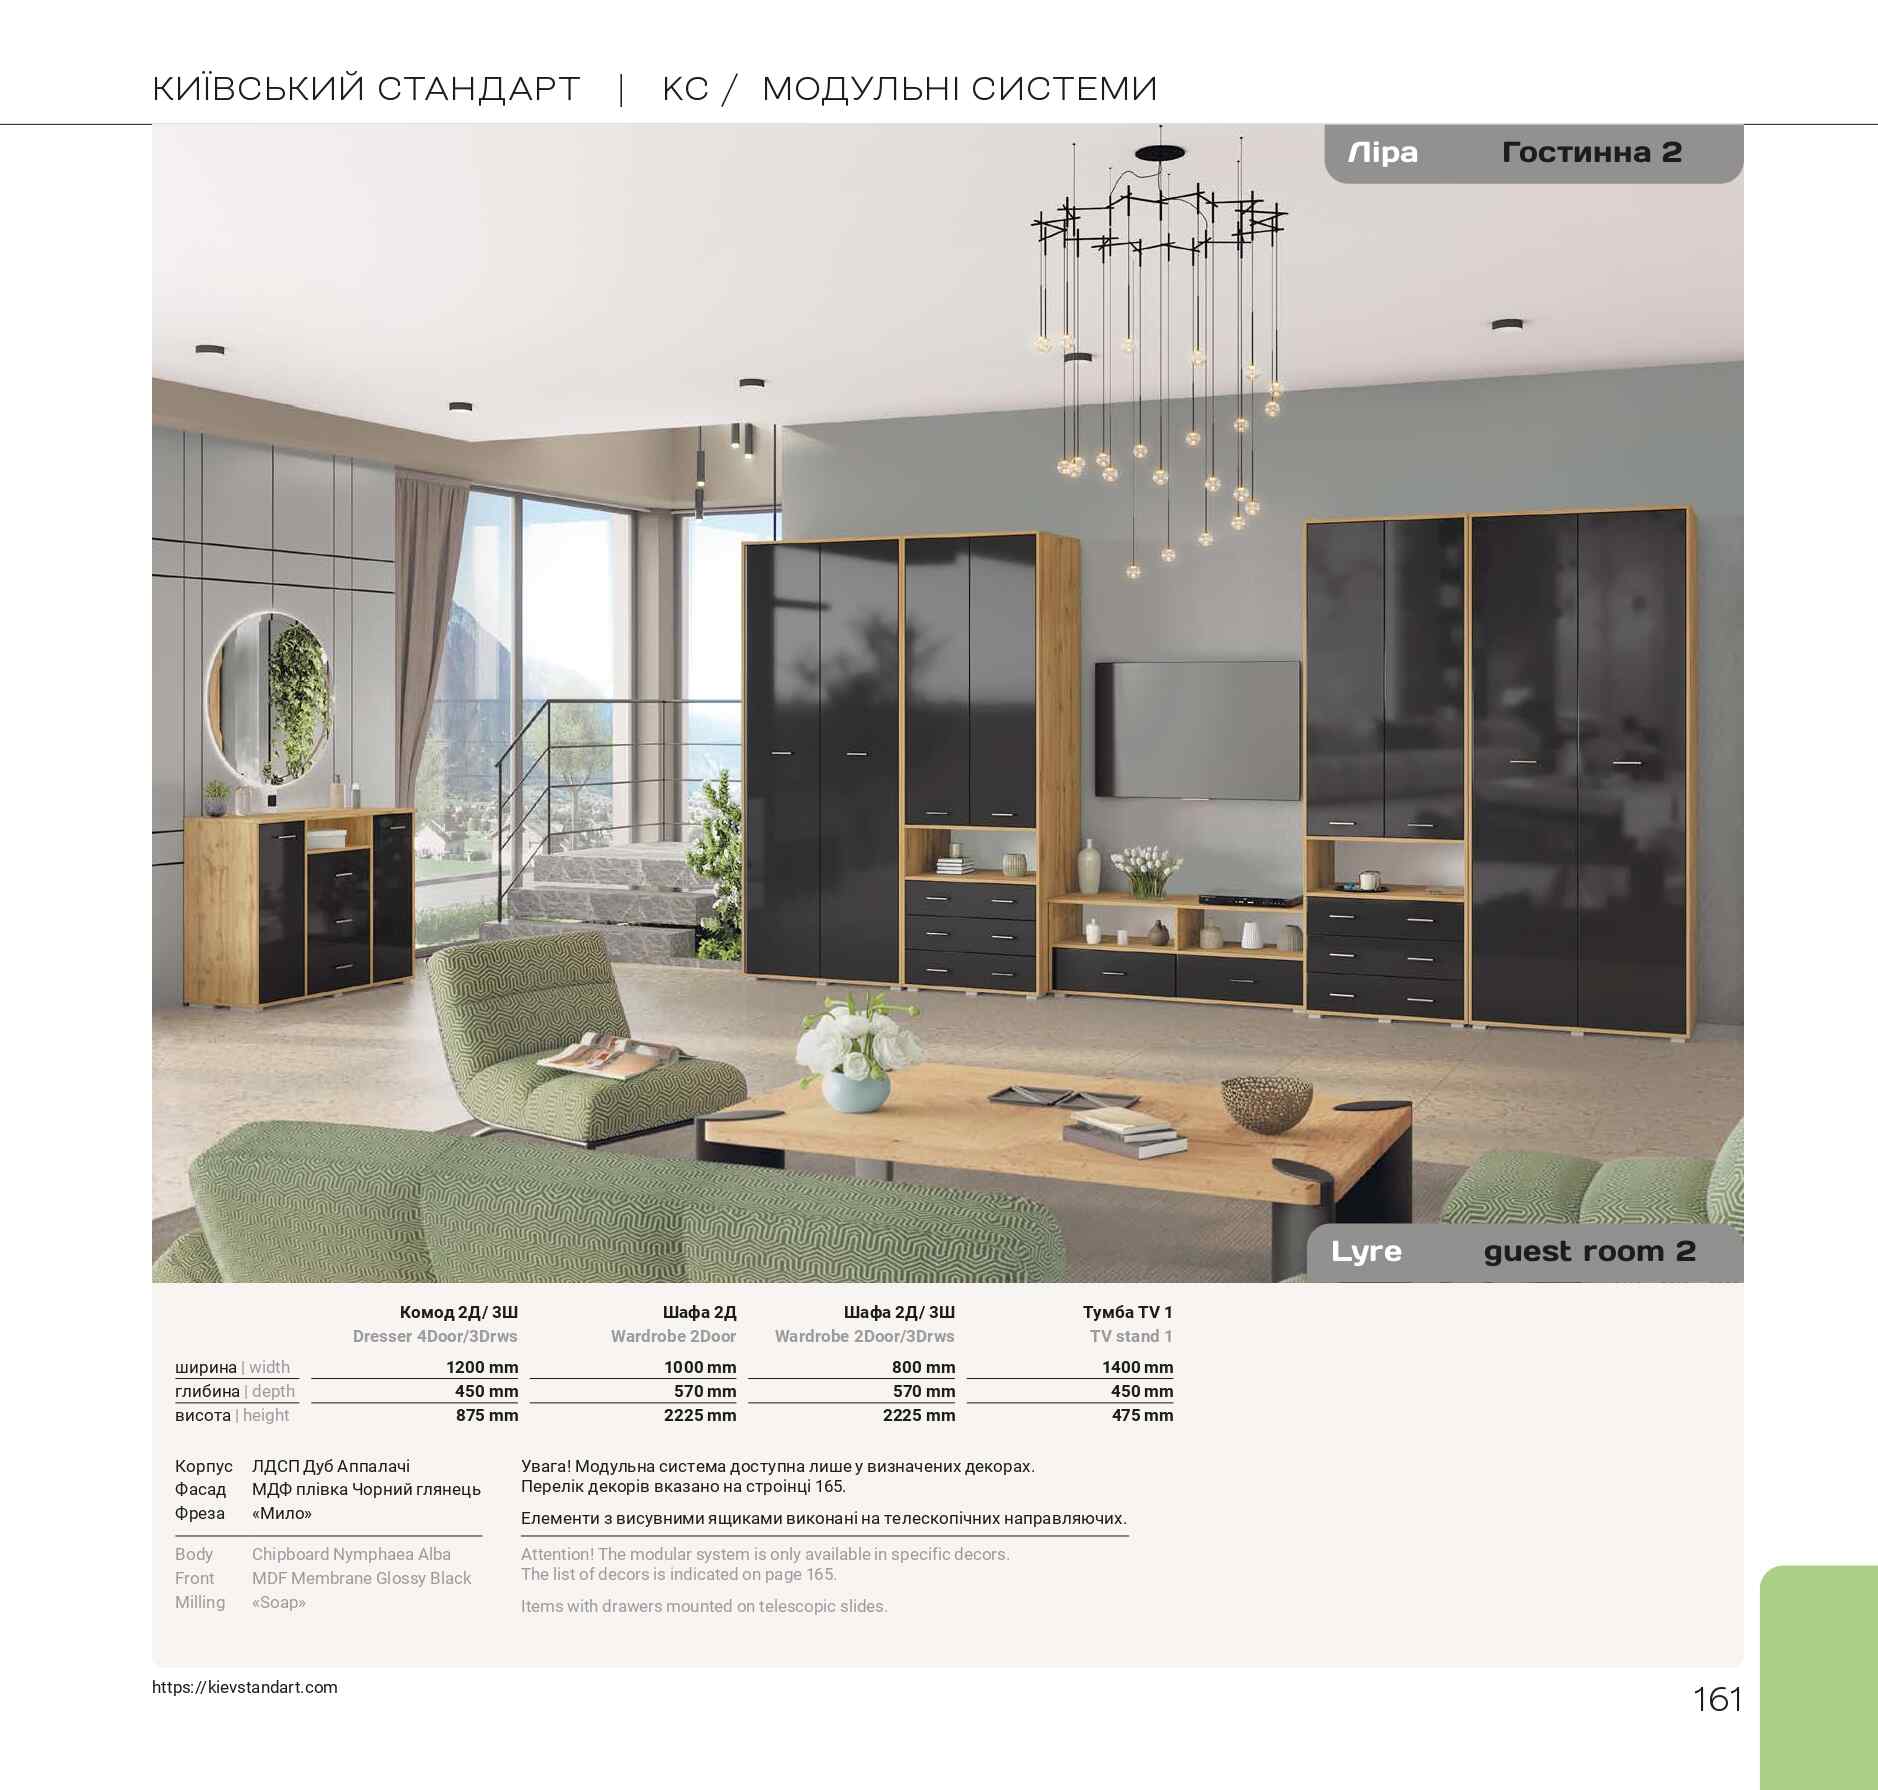 КИЇВСЬКИЙ СТАНДАРТ | КС / МОДУЛЬНІ СИСТЕМИ
Ліра Гостинна 2
Lyre guest room 2
Комод 2Д/ 3Ш Шафа 2Д Шафа 2Д/ 3Ш Тумба TV 1
Dresser 4Door/3Drws Wardrobe 2Door Wardrobe 2Door/3Drws TV stand 1
ширина | width 1200 mm 1000 mm 800 mm 1400 mm
глибина | depth 450 mm 570 mm 570 mm 450 mm
висота | height 875 mm 2225 mm 2225 mm 475 mm
Корпус ЛДСП Дуб Аппалачі
Фасад МДФ плівка Чорний глянець
Фреза «Мило»
Body Chipboard Nymphaea Alba
Front MDF Membrane Glossy Black
Milling «Soap»
Увага! Модульна система доступна лише у визначених декорах.
Перелік декорів вказано на строінці 165.
Елементи з висувними ящиками виконані на телескопічних направляючих.
Attention! The modular system is only available in specific decors.
The list of decors is indicated on page 165.
Items with drawers mounted on telescopic slides.
https://kievstandart.com
161